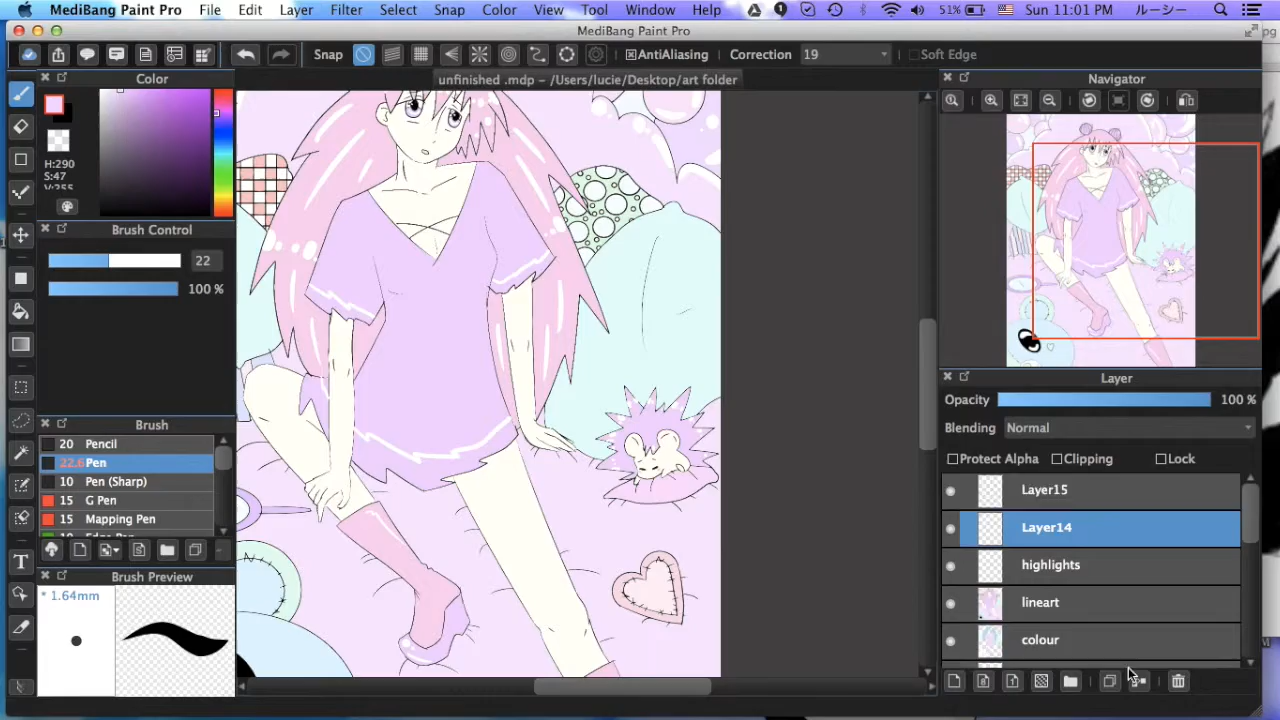 MediBang Paint Pro File Edit Layer Filter Select Snap Color View Tool Window Help 51% Sun 11:01 PM ルーシー
MediBang Paint Pro
Snap AntiAliasing Correction 19 Soft Edge
Color
unfinished .mdp – /Users/lucie/Desktop/art folder
Navigator
H:290
S:47
V:255
Brush Control
22
100 %
Layer
Opacity 100 %
Blending Normal
Protect Alpha Clipping Lock
Brush
20 Pencil
22.6 Pen
10 Pen (Sharp)
15 G Pen
15 Mapping Pen
Layer15
Layer14
highlights
lineart
colour
T
Brush Preview
* 1.64mm